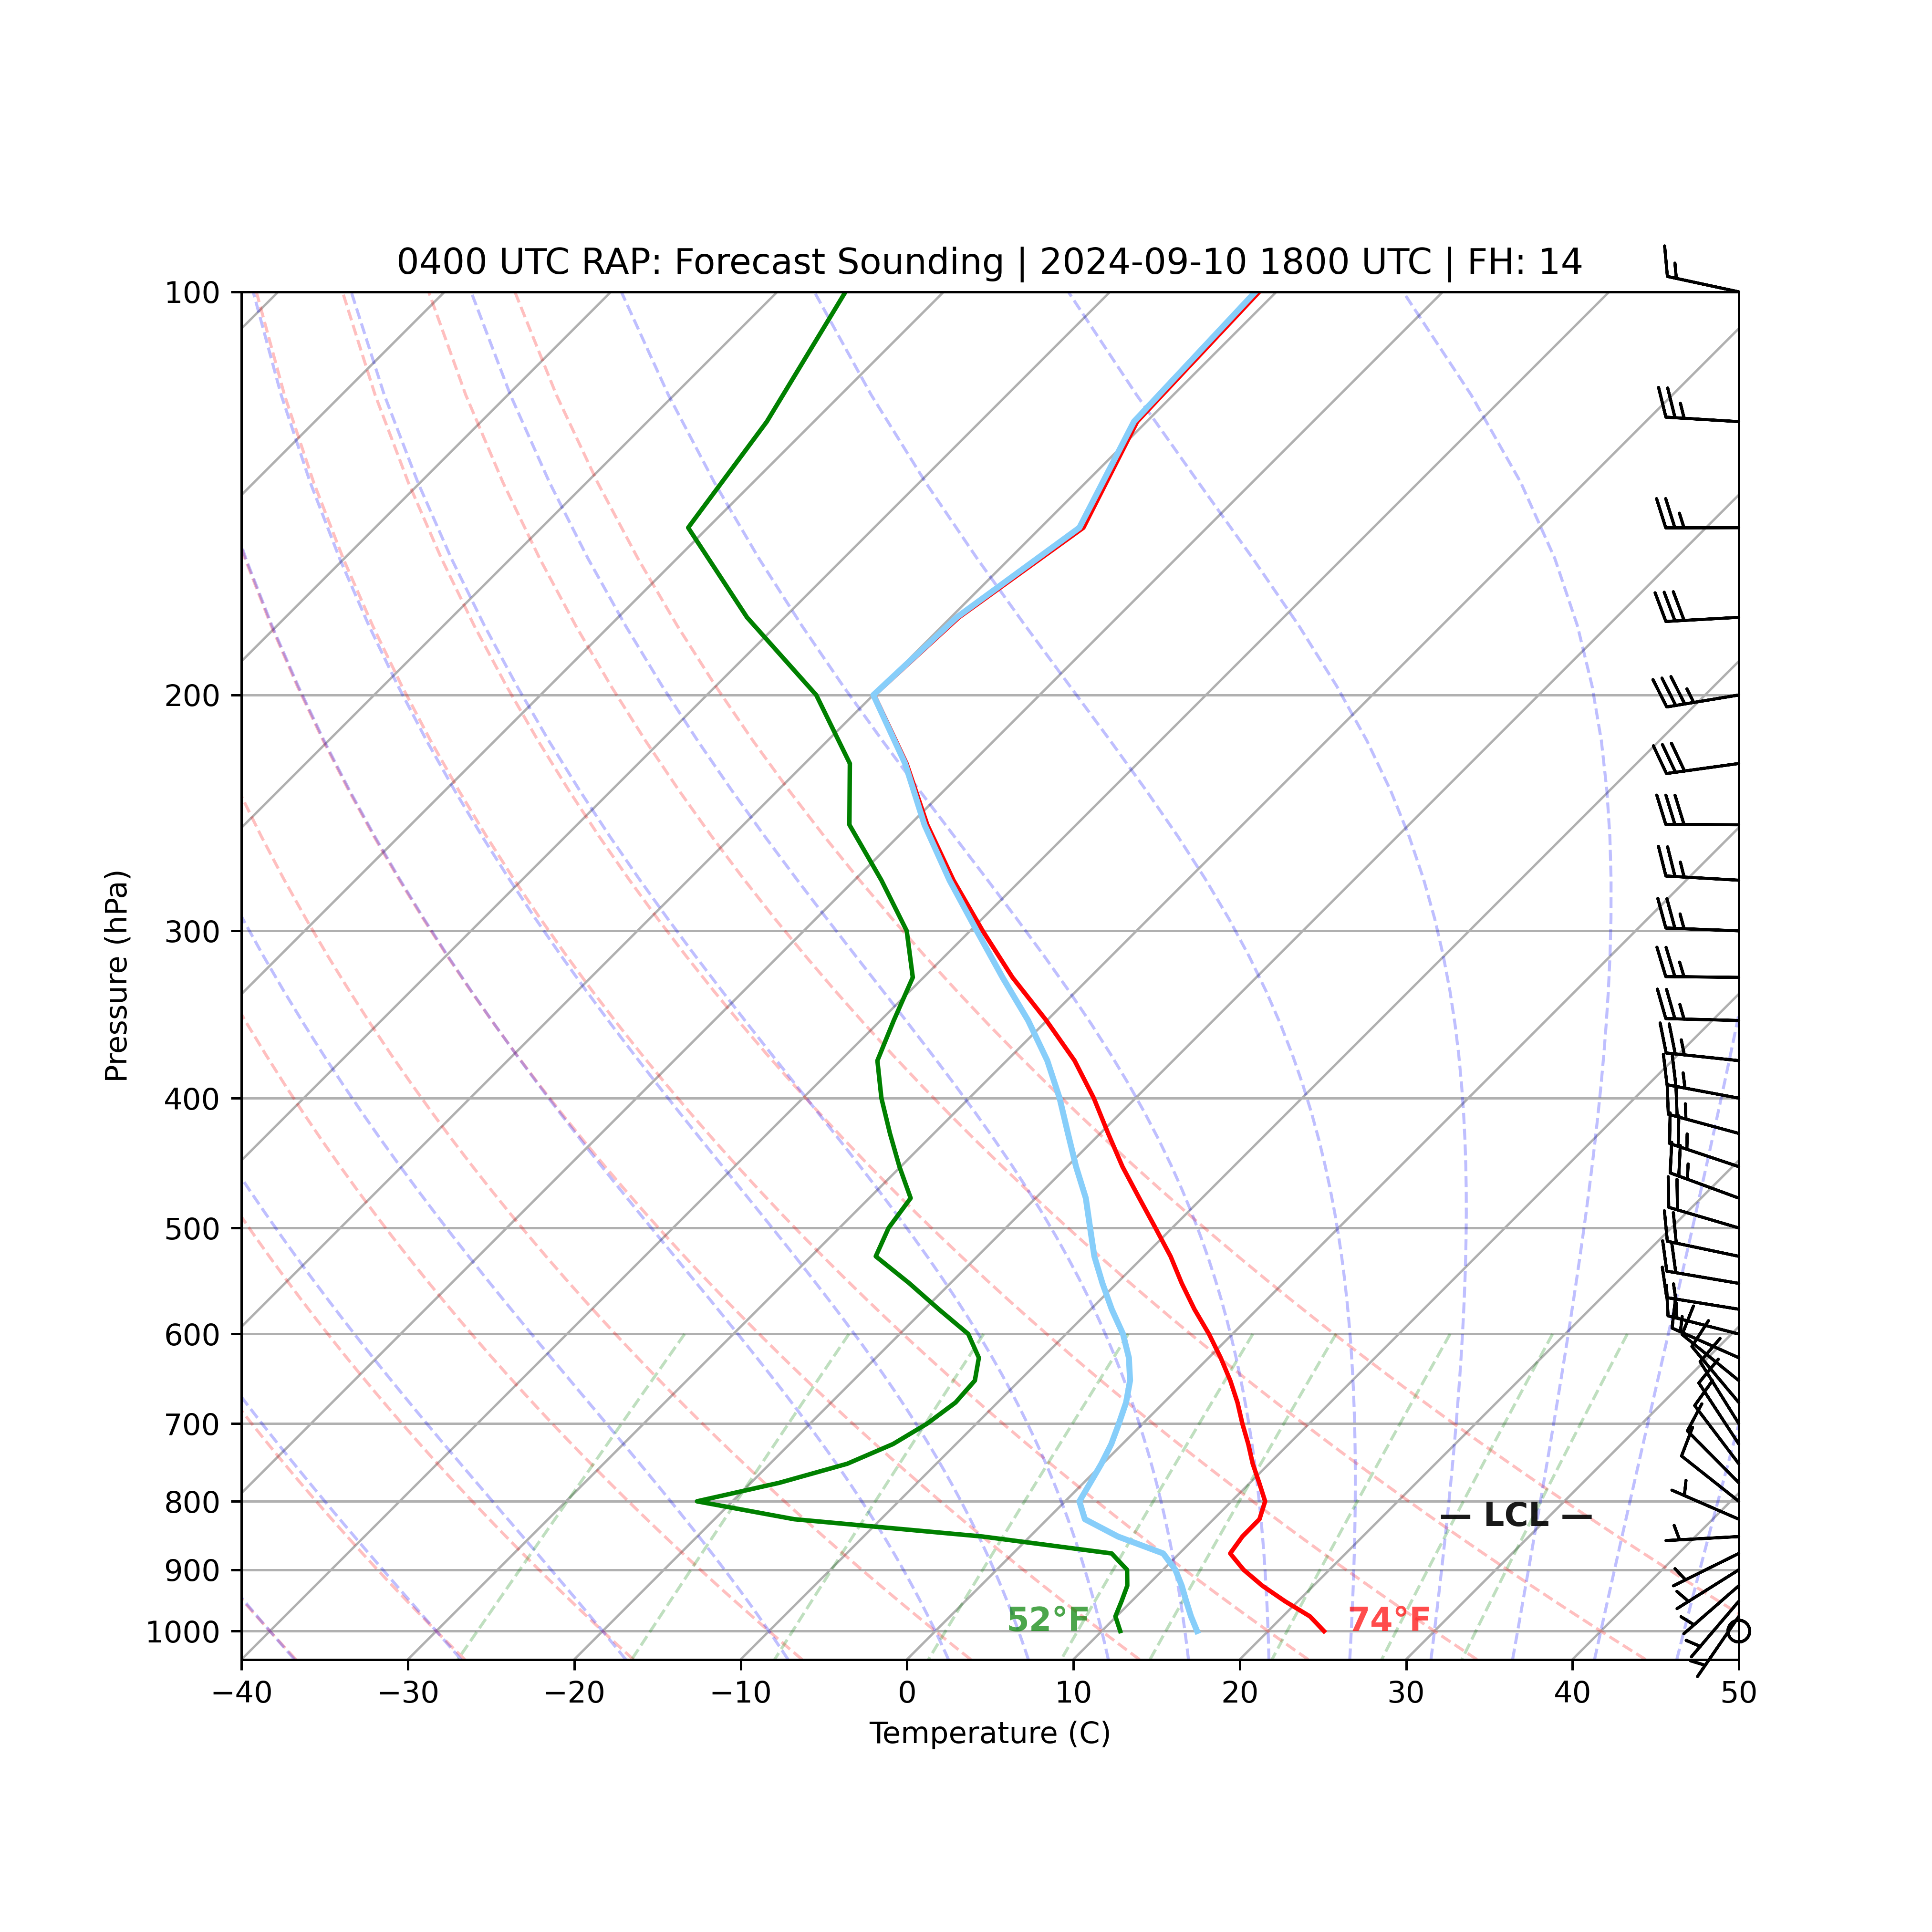 0400 UTC RAP: Forecast Sounding | 2024-09-10 1800 UTC | FH: 14
100
200
300
400
500
600
700
800
900
1000
Pressure (hPa)
— LCL —
52°F
74°F
−40 −30 −20 −10 0 10 20 30 40 50
Temperature (C)